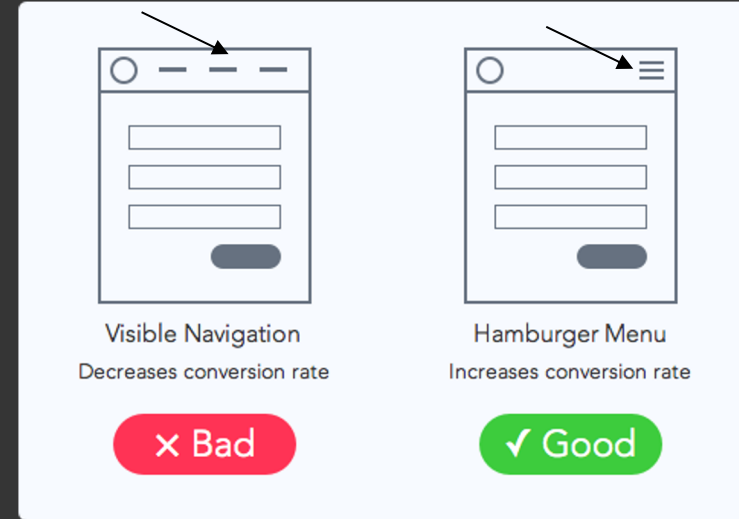 Visible Navigation
Decreases conversion rate
✕ Bad
Hamburger Menu
Increases conversion rate
✓ Good